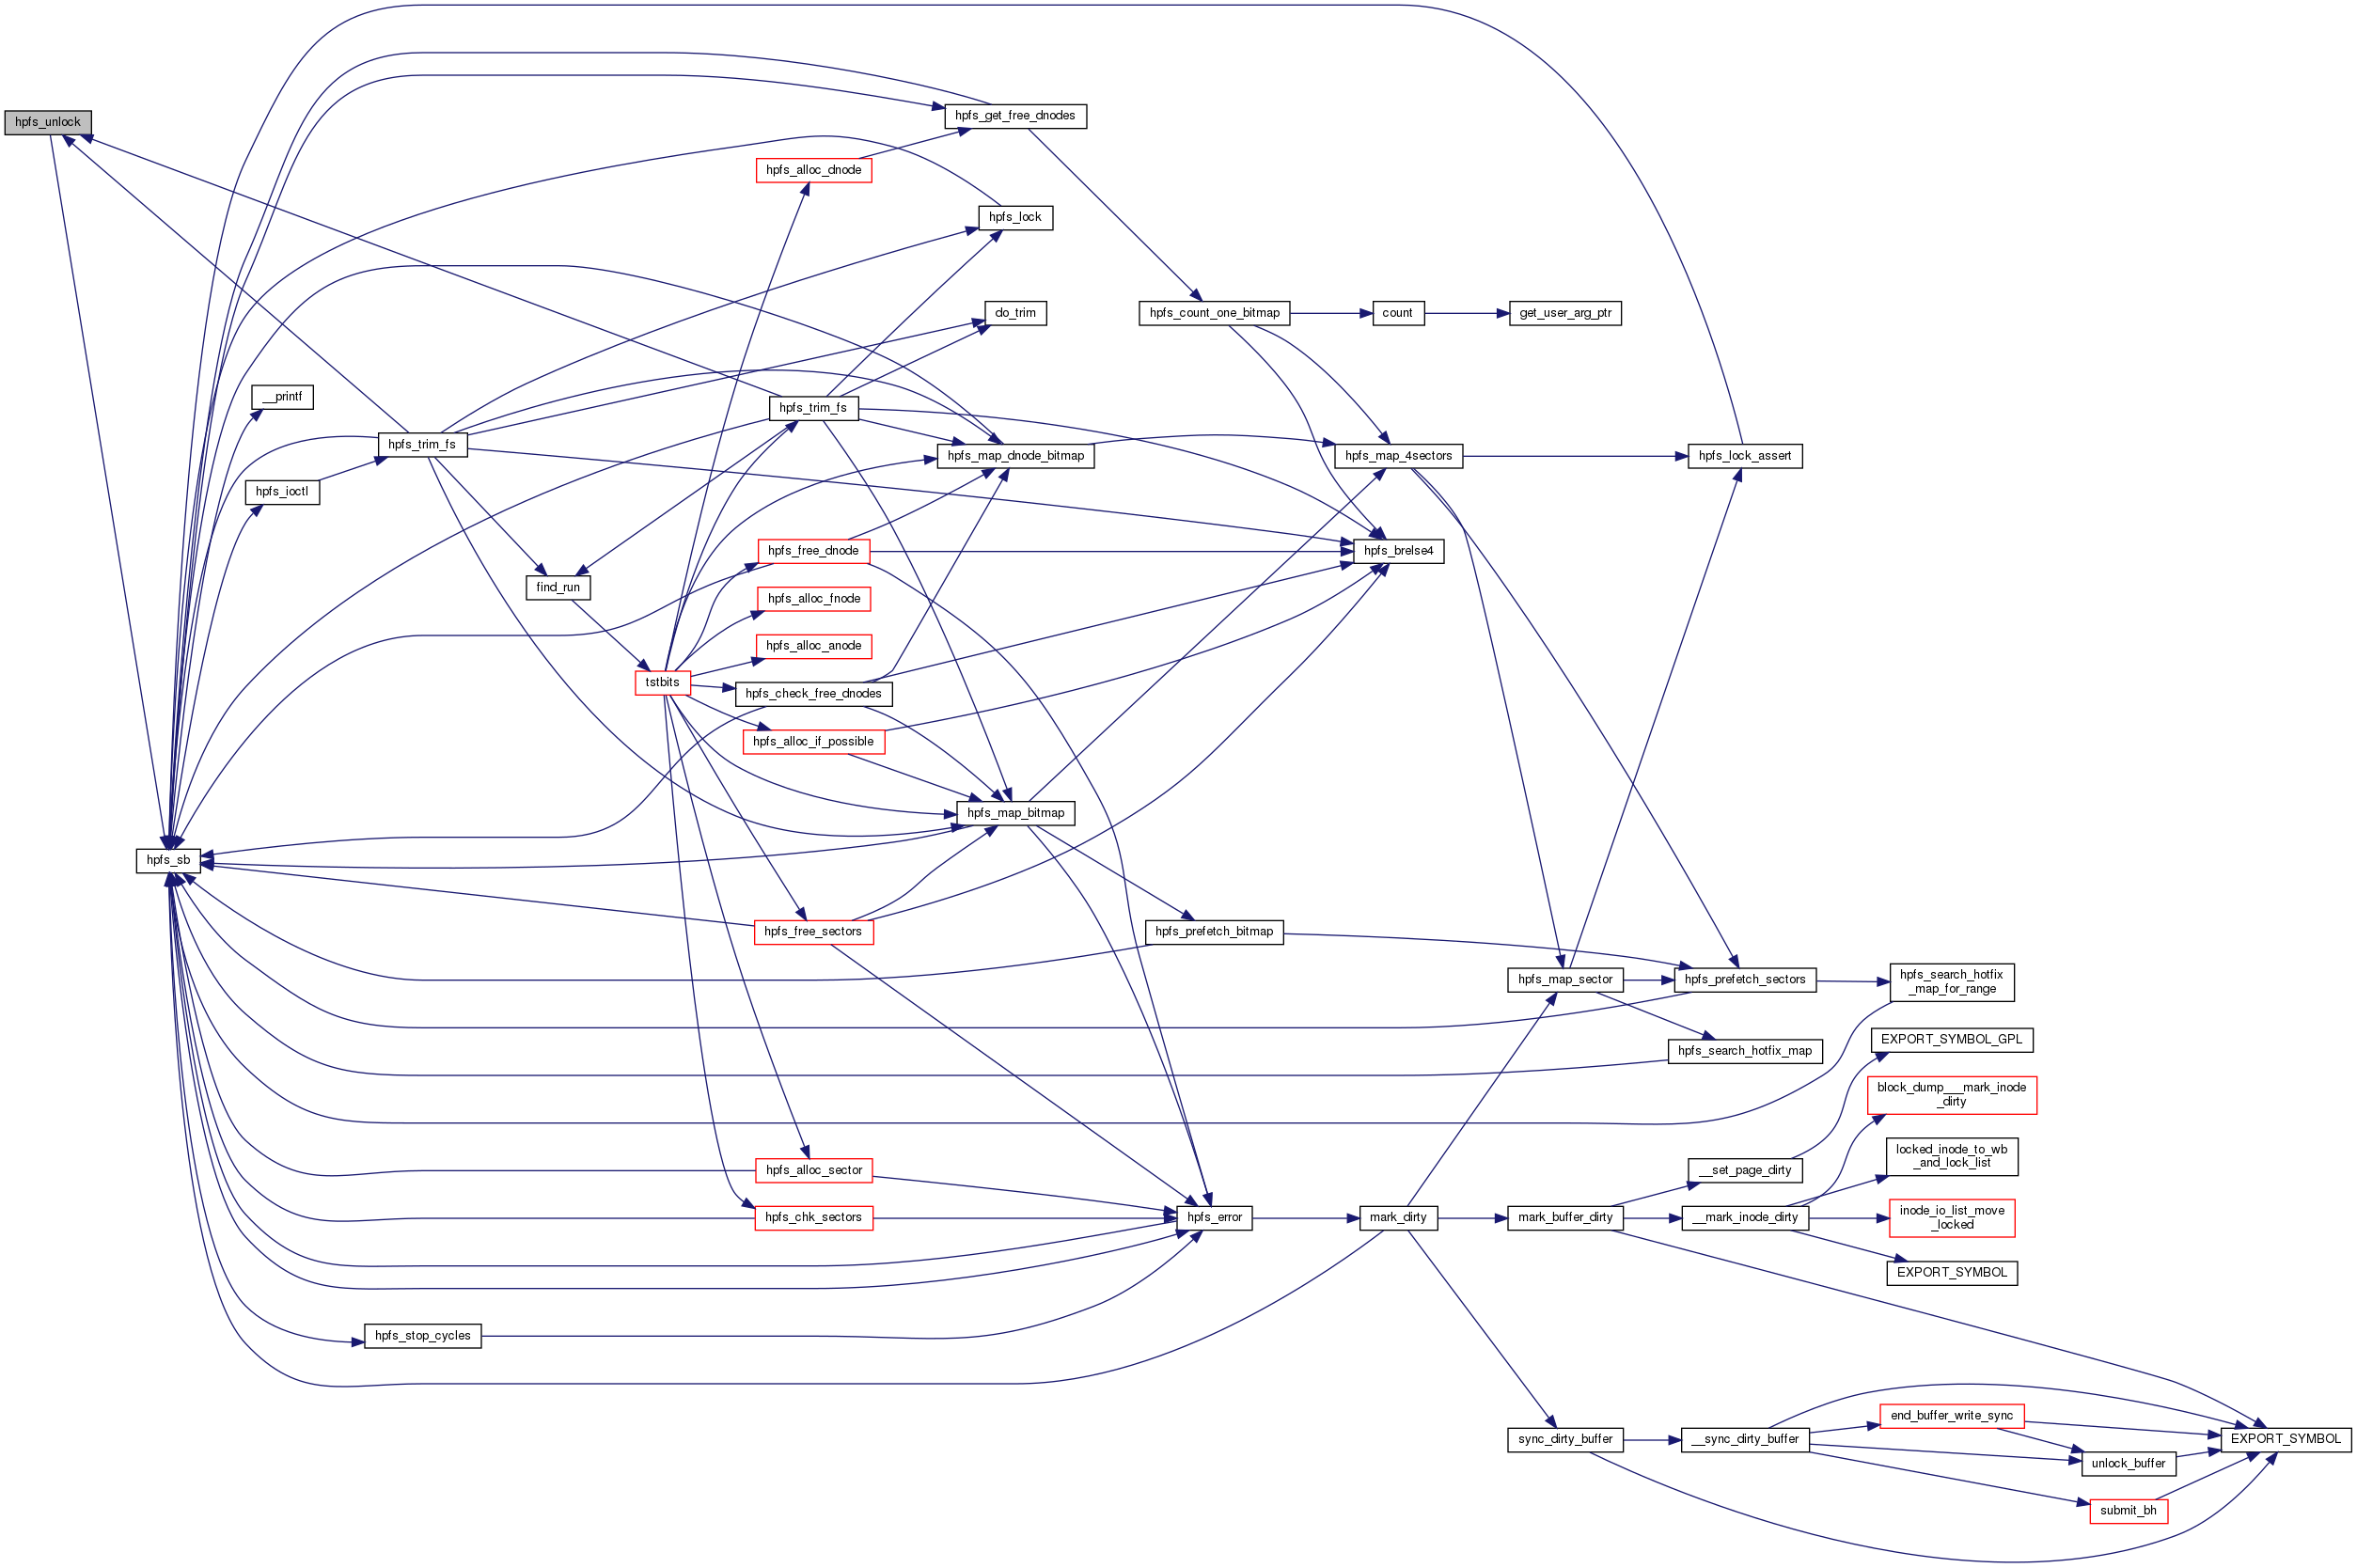 hpfs_unlock
hpfs_get_free_dnodes
hpfs_alloc_dnode
hpfs_lock
hpfs_count_one_bitmap
count
get_user_arg_ptr
do_trim
__printf
hpfs_trim_fs
hpfs_trim_fs
hpfs_map_dnode_bitmap
hpfs_map_4sectors
hpfs_lock_assert
hpfs_ioctl
hpfs_free_dnode
hpfs_brelse4
find_run
hpfs_alloc_fnode
hpfs_alloc_anode
tstbits
hpfs_check_free_dnodes
hpfs_alloc_if_possible
hpfs_map_bitmap
hpfs_sb
hpfs_free_sectors
hpfs_prefetch_bitmap
hpfs_map_sector
hpfs_prefetch_sectors
hpfs_search_hotfix
_map_for_range
EXPORT_SYMBOL_GPL
hpfs_search_hotfix_map
block_dump___mark_inode
_dirty
locked_inode_to_wb
_and_lock_list
hpfs_alloc_sector
__set_page_dirty
hpfs_chk_sectors
hpfs_error
mark_dirty
mark_buffer_dirty
__mark_inode_dirty
inode_io_list_move
_locked
EXPORT_SYMBOL
hpfs_stop_cycles
end_buffer_write_sync
sync_dirty_buffer
__sync_dirty_buffer
EXPORT_SYMBOL
unlock_buffer
submit_bh